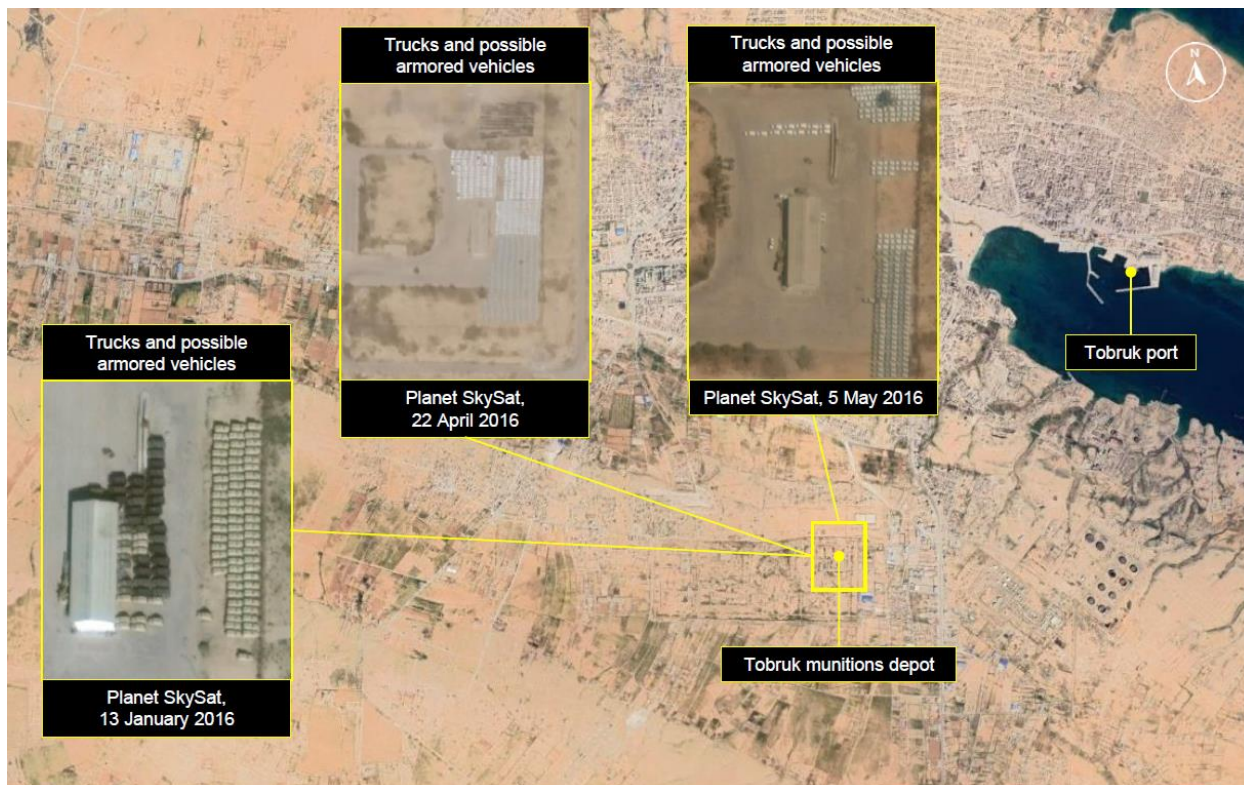 Trucks and possible
armored vehicles
Planet SkySat,
22 April 2016
Trucks and possible
armored vehicles
Planet SkySat, 5 May 2016
N
Tobruk port
Trucks and possible
armored vehicles
Planet SkySat,
13 January 2016
Tobruk munitions depot